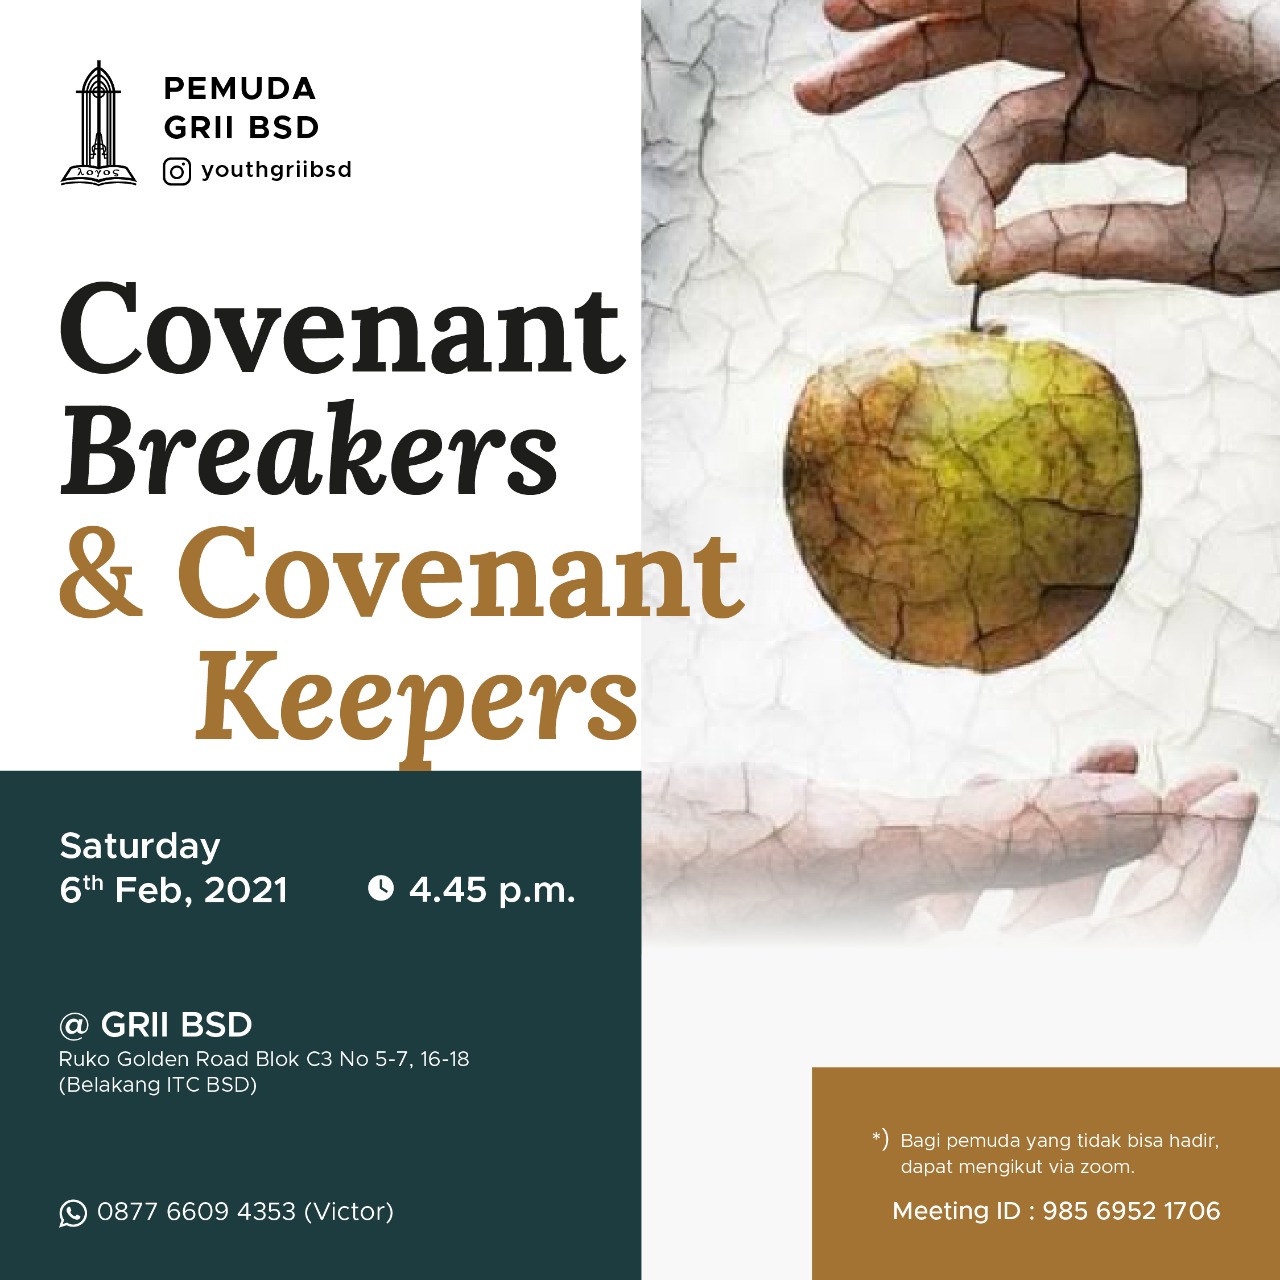 PEMUDA
GRII BSD
youthgriibsd
λογος
Covenant
Breakers
& Covenant
Keepers
Saturday
6th Feb, 2021
4.45 p.m.
@ GRII BSD
Ruko Golden Road Blok C3 No 5-7, 16-18
(Belakang ITC BSD)
0877 6609 4353 (Victor)
*) Bagi pemuda yang tidak bisa hadir,
dapat mengikut via zoom.
Meeting ID : 985 6952 1706